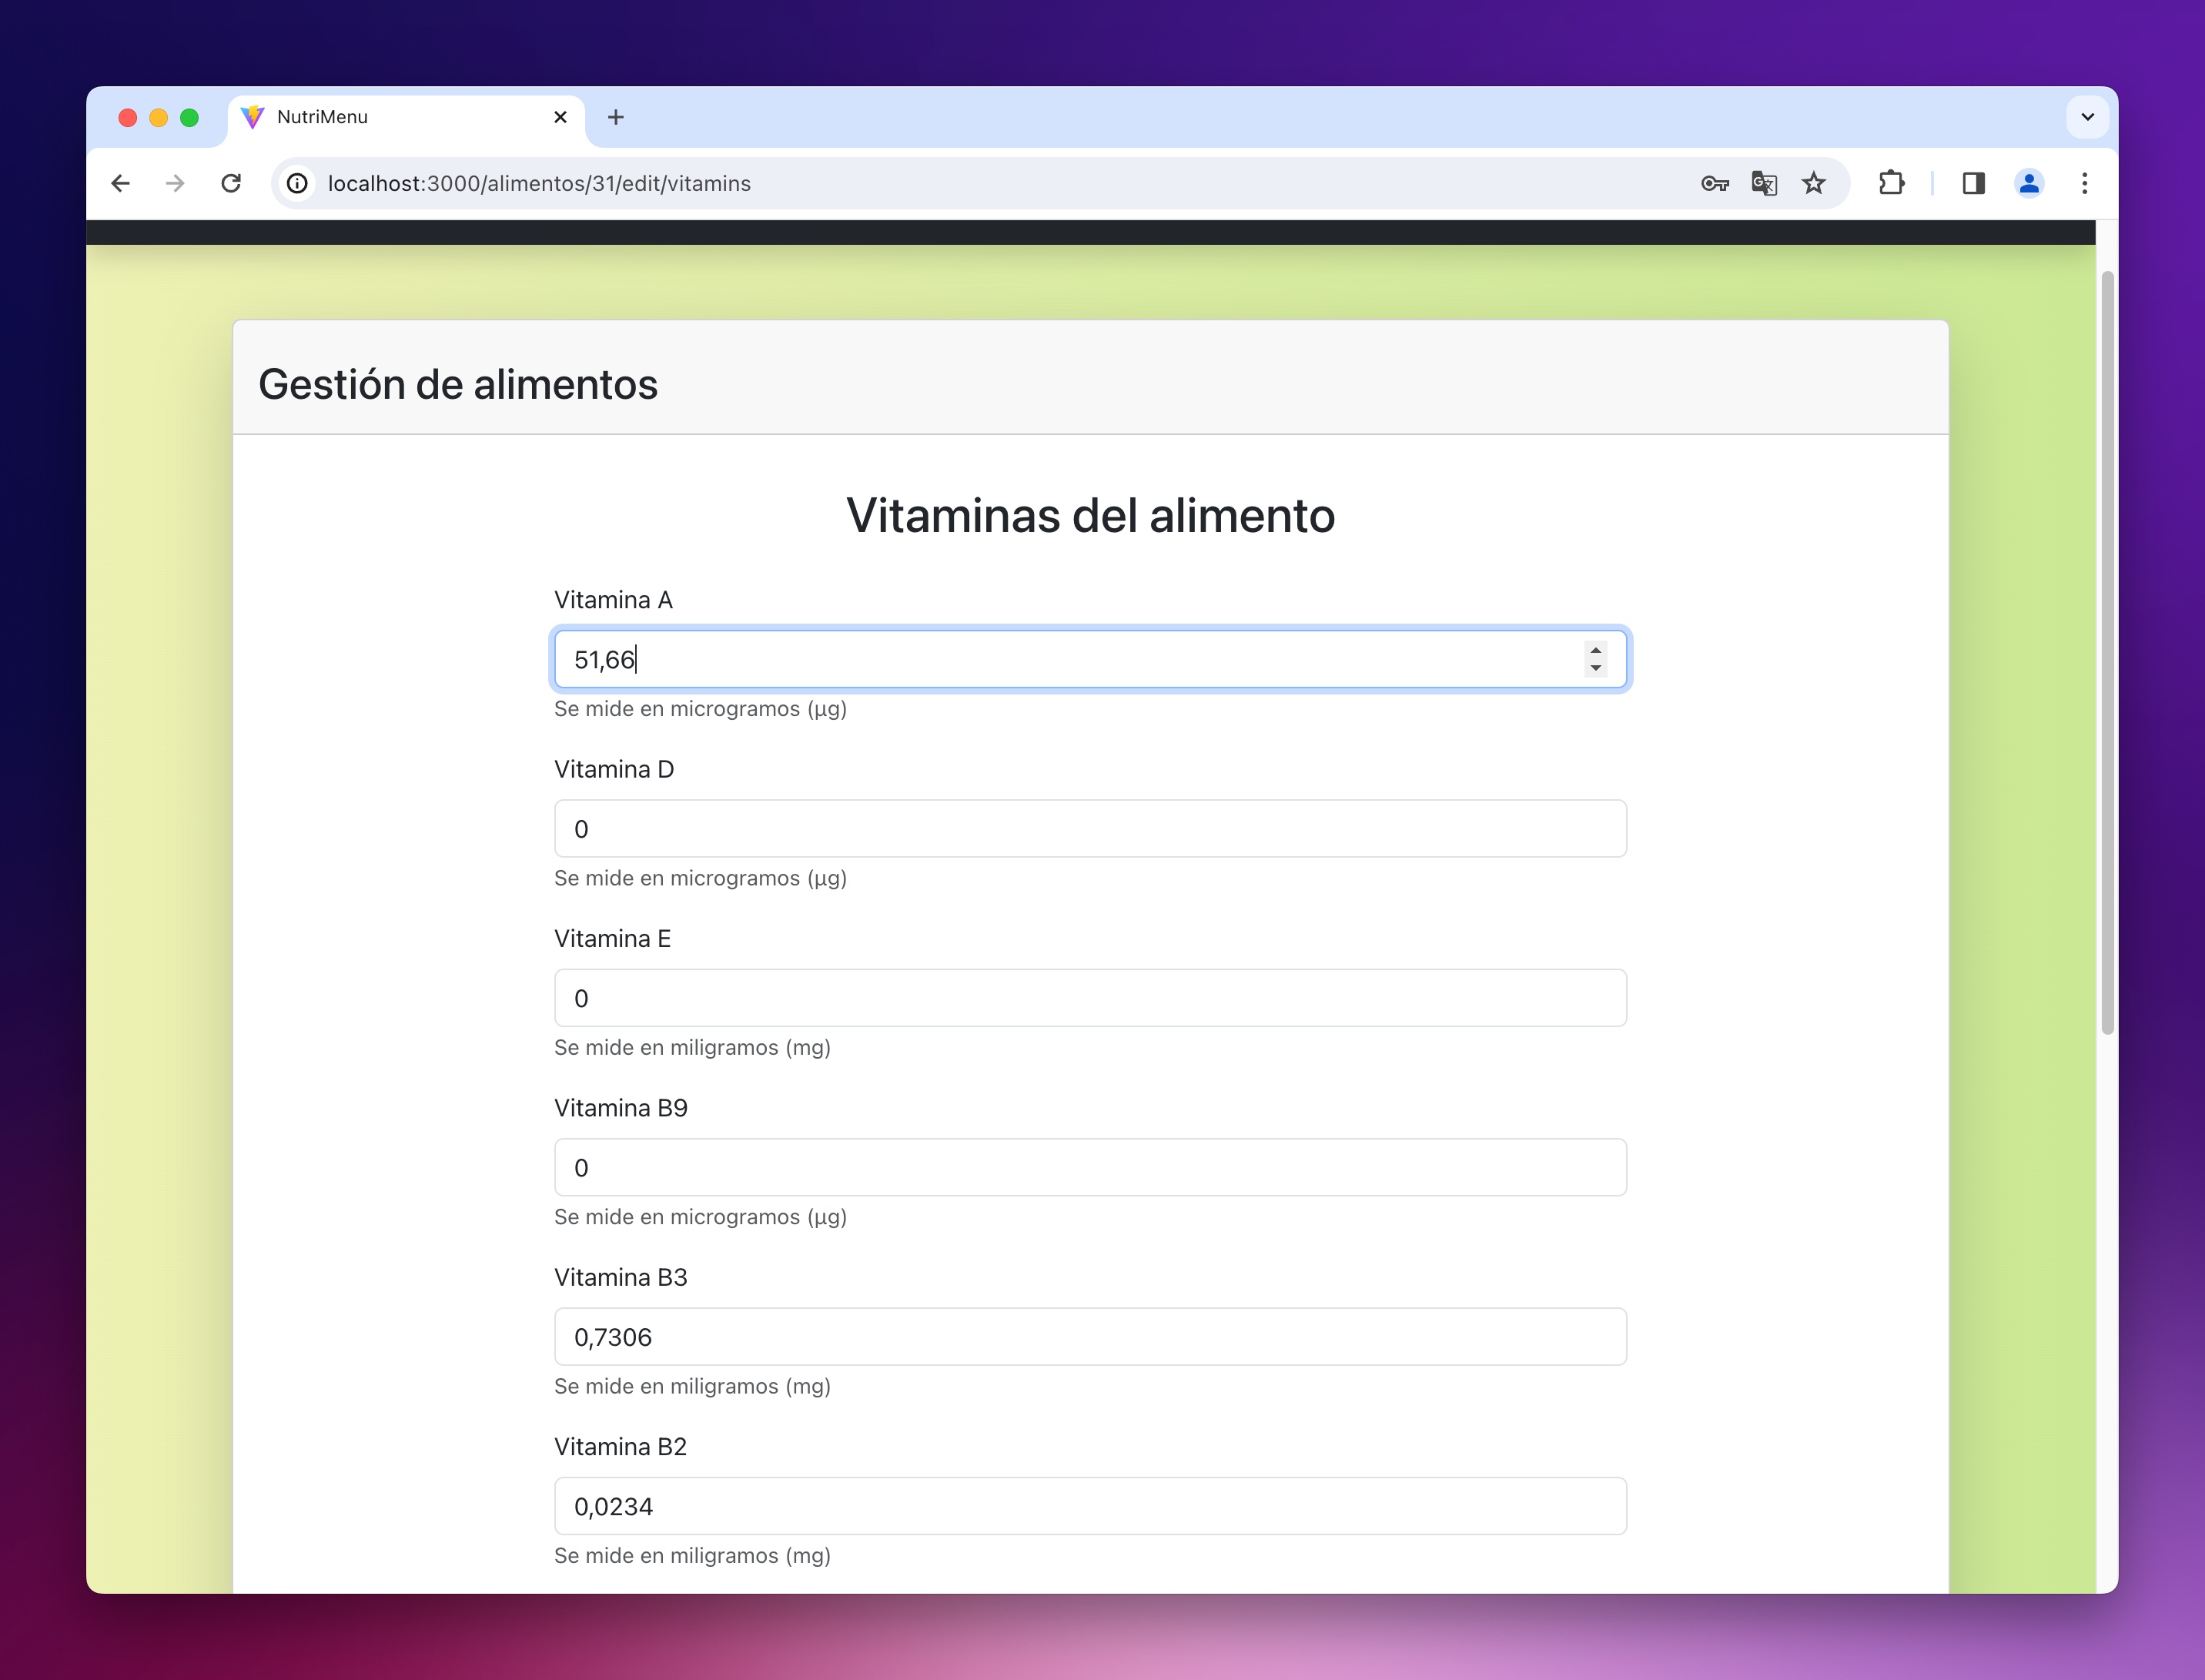 NutriMenu
localhost:3000/alimentos/31/edit/vitamins
Gestión de alimentos
Vitaminas del alimento
Vitamina A
51,66
Se mide en microgramos (µg)
Vitamina D
0
Se mide en microgramos (µg)
Vitamina E
0
Se mide en miligramos (mg)
Vitamina B9
0
Se mide en microgramos (µg)
Vitamina B3
0,7306
Se mide en miligramos (mg)
Vitamina B2
0,0234
Se mide en miligramos (mg)